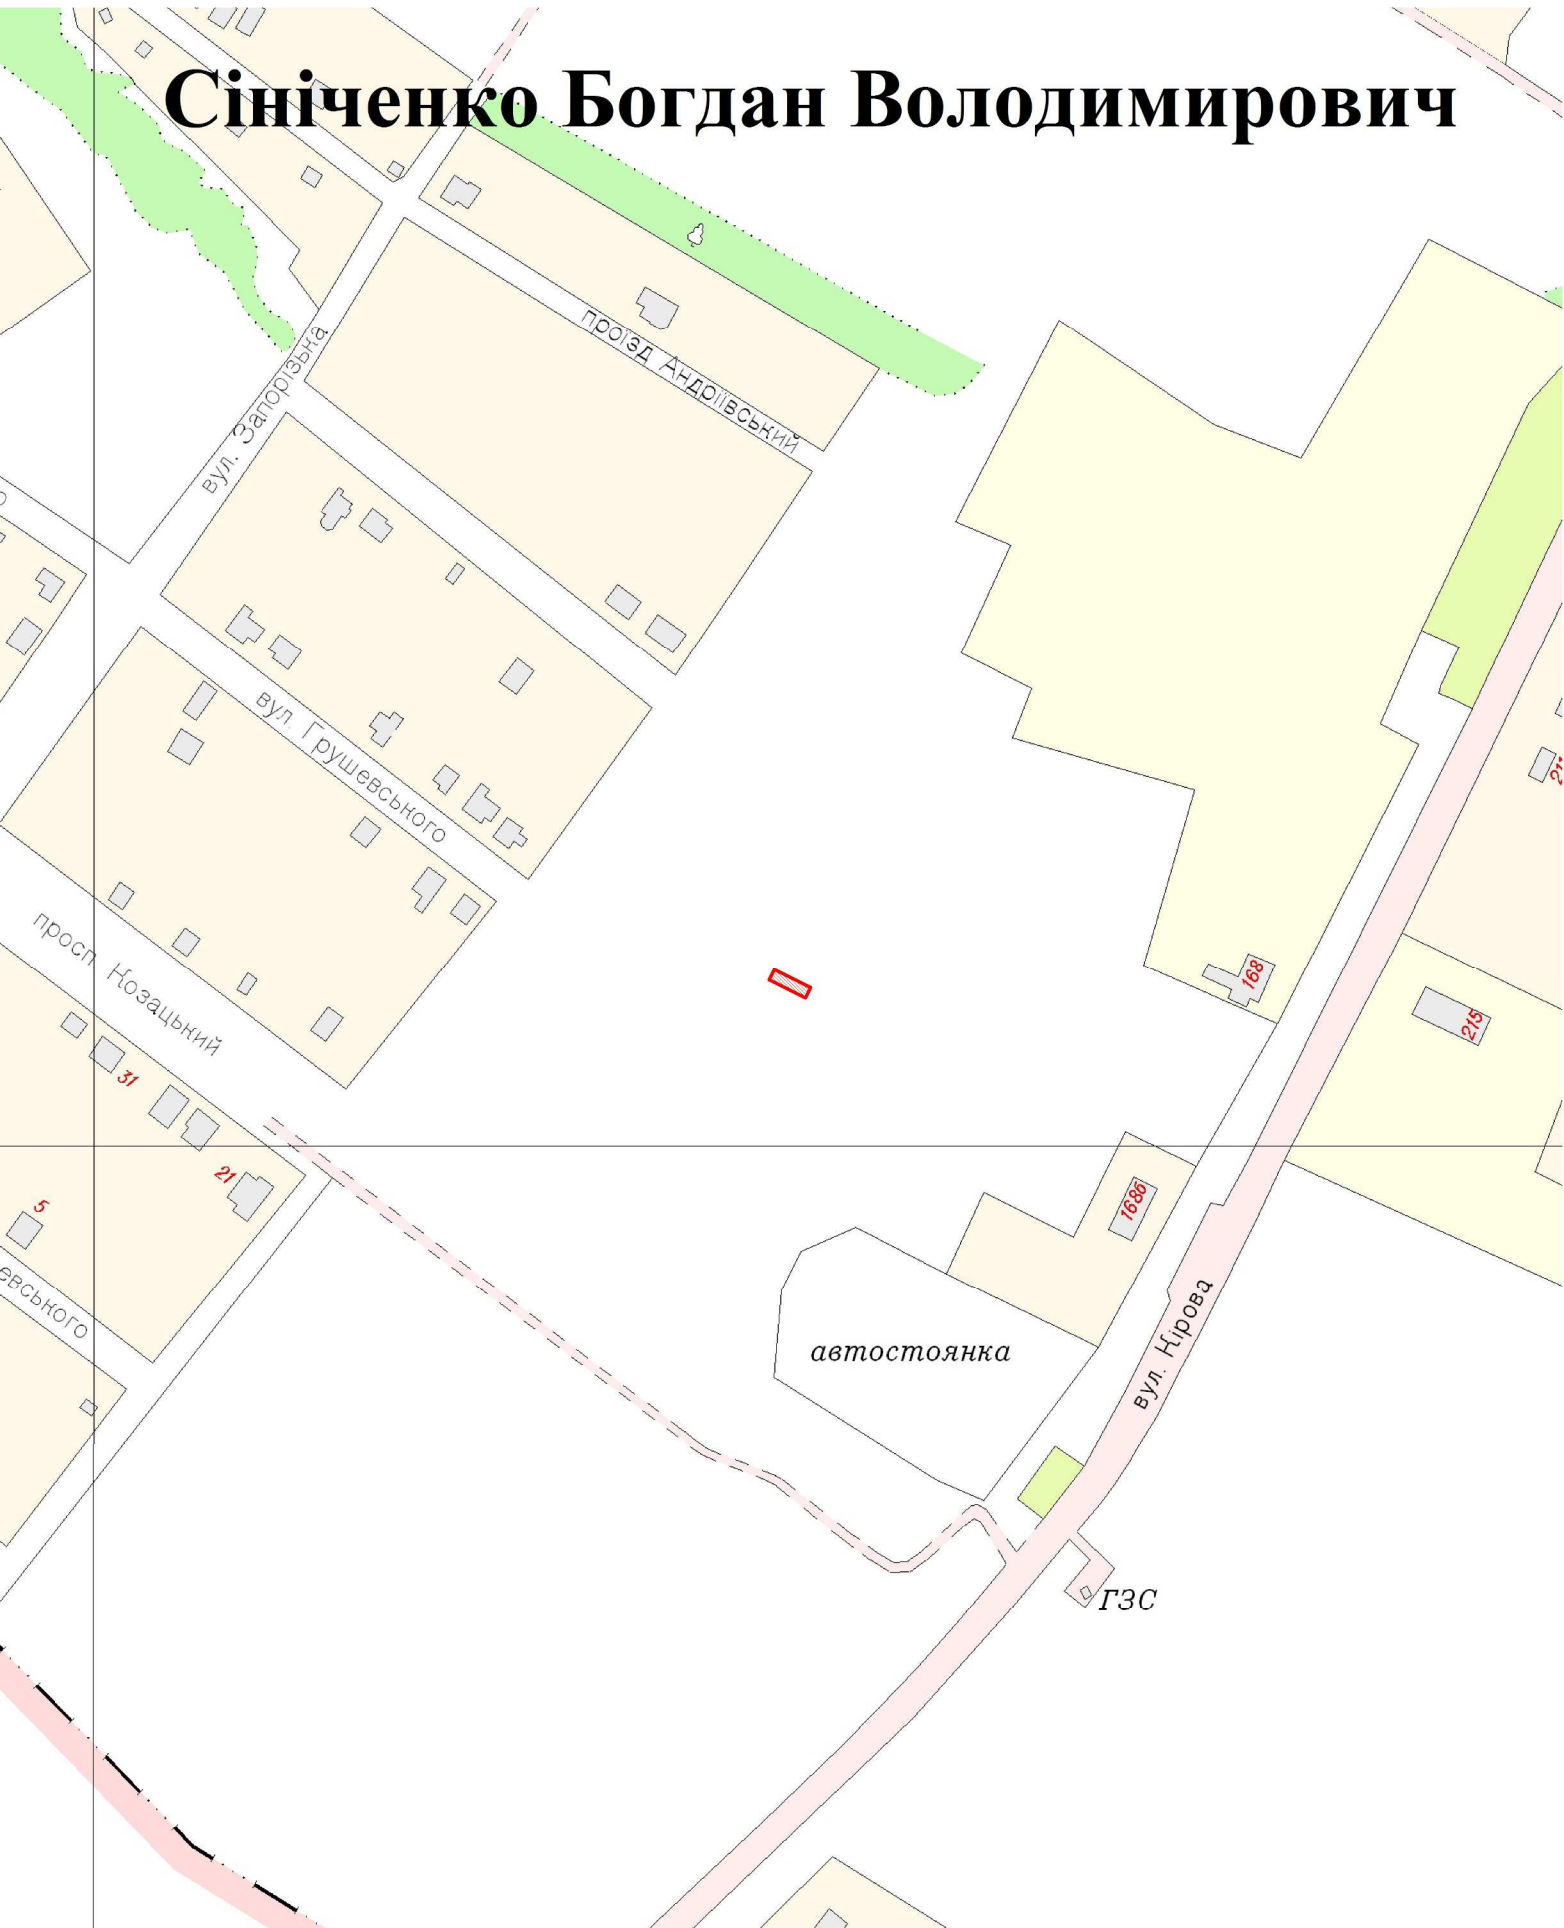 Сініченко Богдан Володимирович
проїзд Андріївський
вул. Запорізька
вул. Грушевського
просп Козацький
168
215
31
21
5
168б
евського
автостоянка
вул. Кірова
ГЗС